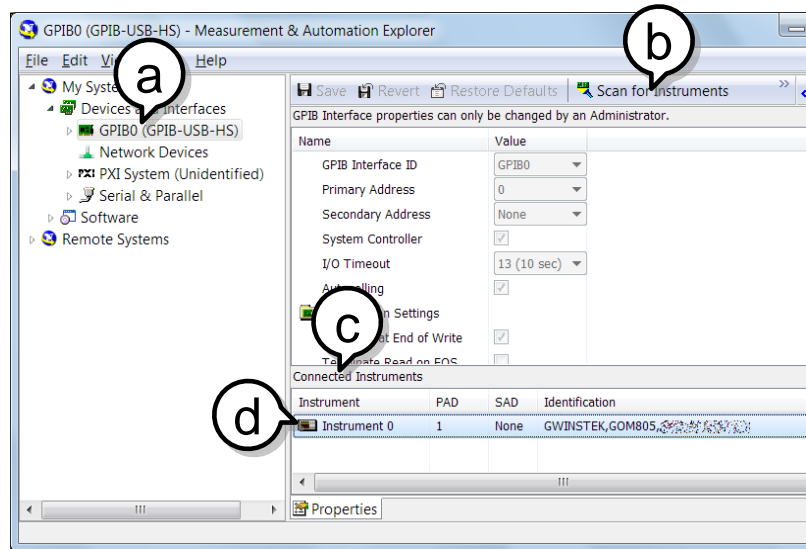 GPIB0 (GPIB-USB-HS) - Measurement & Automation Explorer
File Edit Help
a
b
My
Devices
GPIB0 (GPIB-USB-HS)
Network Devices
PXI PXI System (Unidentified)
Serial & Parallel
Software
Remote Systems
Save Revert Restore Defaults Scan for Instruments »
GPIB Interface properties can only be changed by an Administrator.
Name Value
GPIB Interface ID GPIB0
Primary Address 0
Secondary Address None
System Controller
I/O Timeout 13 (10 sec)
Settings
at End of Write
c
Read on EOS
Connected Instruments
Instrument PAD SAD Identification
d
Instrument 0 1 None GWINSTEK,GOM805,
Properties